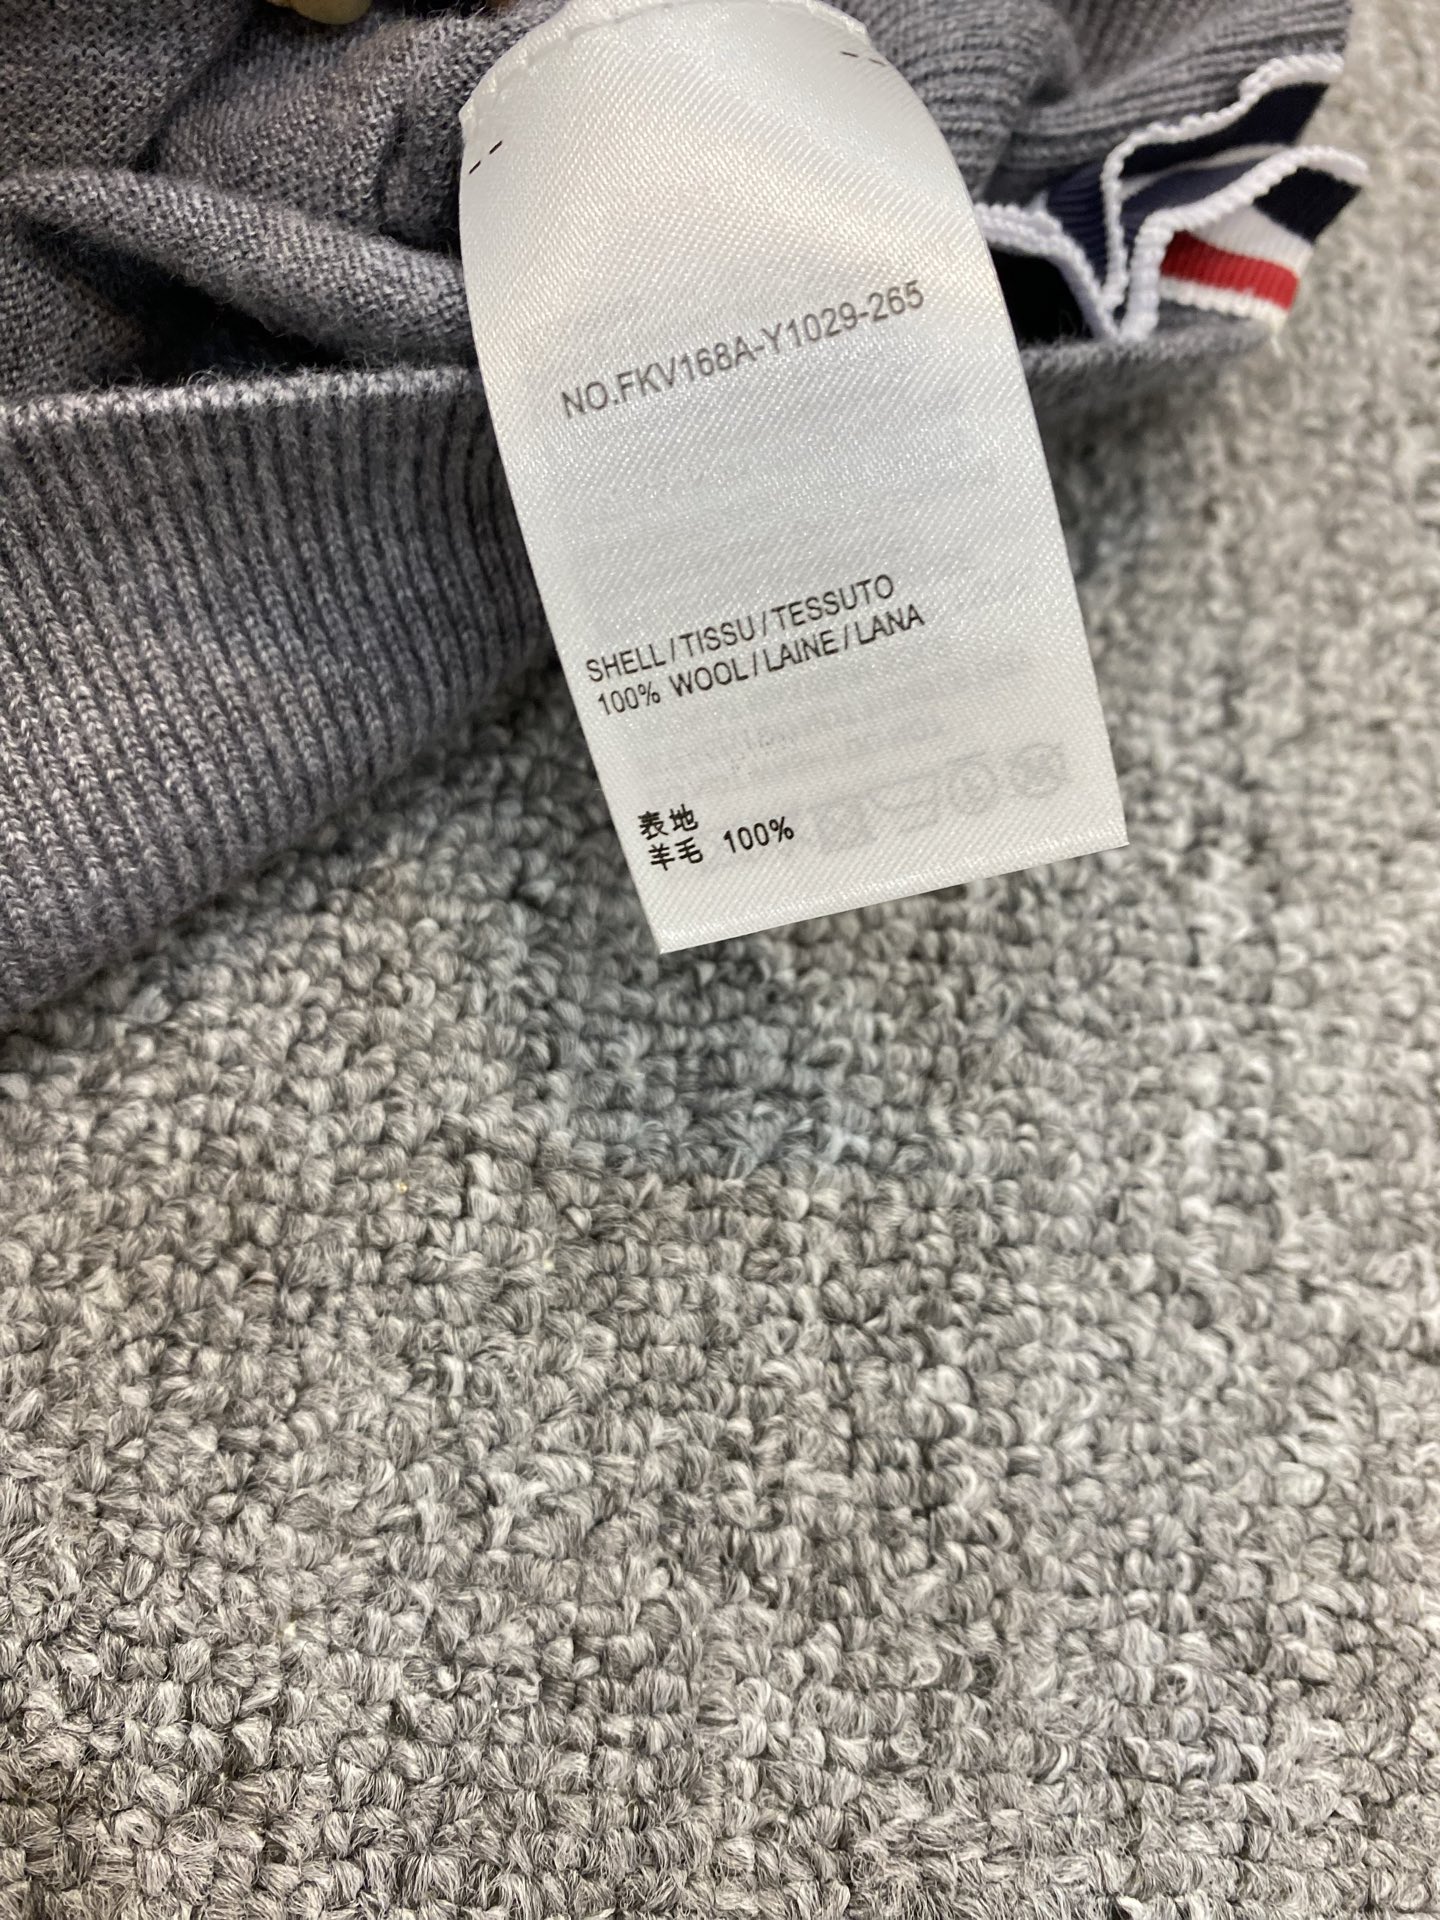 NO.FKV168A-Y1029-265
SHELL/TISSU/TESSUTO
100% WOOL/LAINE/LANA
表地
羊毛 100%